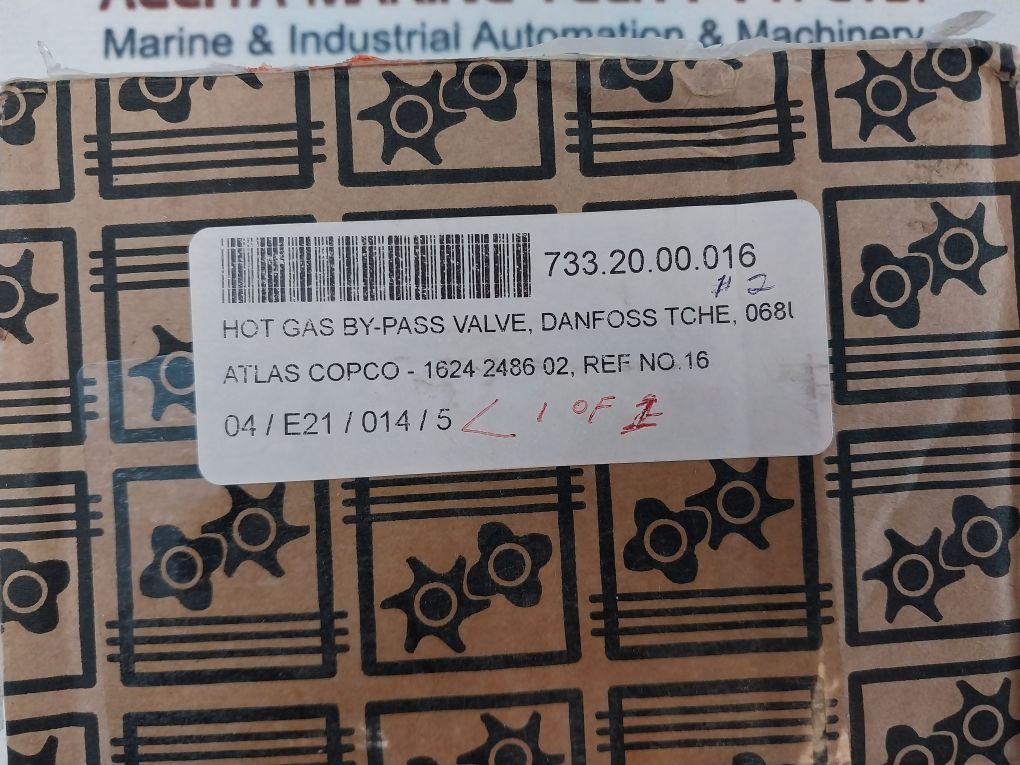 Marine & Industrial Automation & Machinery
733.20.00.016
# 2
HOT GAS BY-PASS VALVE, DANFOSS TCHE, 068U
ATLAS COPCO - 1624 2486 02, REF NO.16
04 / E21 / 014 / 5 < 1 OF